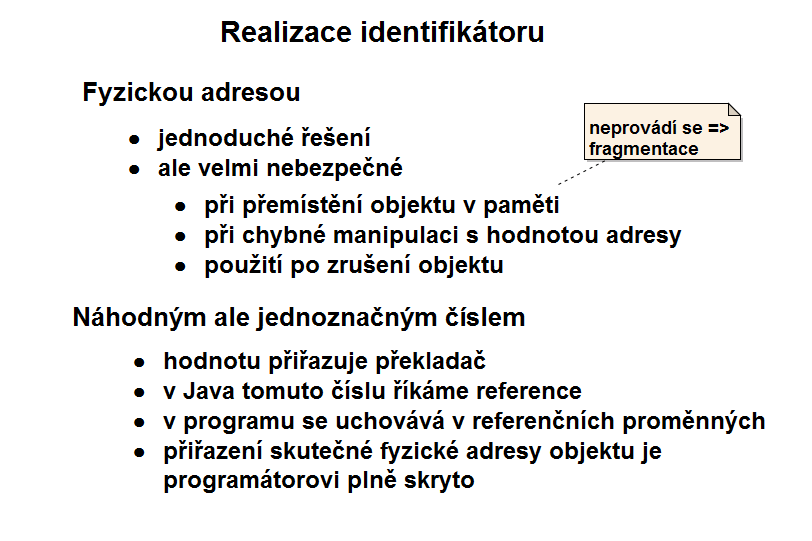 Realizace identifikátoru
Fyzickou adresou
● jednoduché řešení
● ale velmi nebezpečné
neprovádí se =>
fragmentace
● při přemístění objektu v paměti
● při chybné manipulaci s hodnotou adresy
● použití po zrušení objektu
Náhodným ale jednoznačným číslem
● hodnotu přiřazuje překladač
● v Java tomuto číslu říkáme reference
● v programu se uchovává v referenčních proměnných
● přiřazení skutečné fyzické adresy objektu je
programátorovi plně skryto